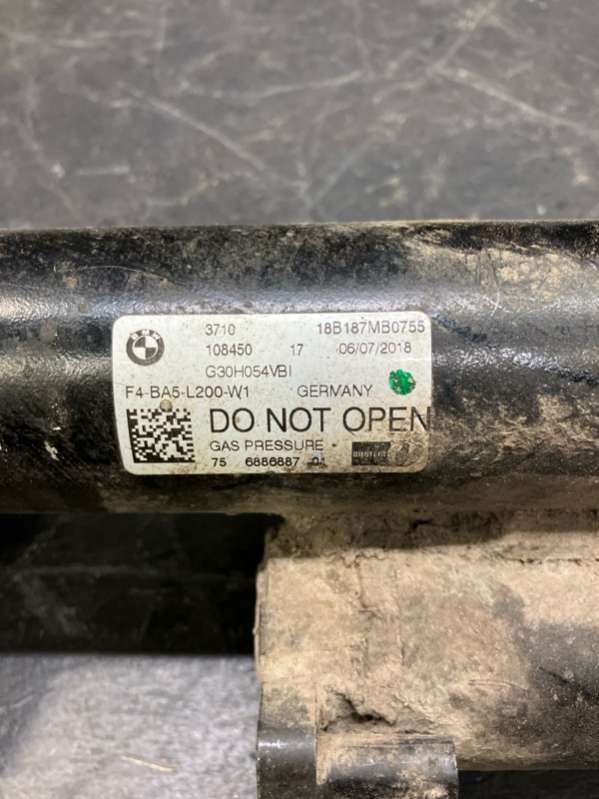 BMW
3710 18B187MB0755
108450 17 06/07/2018
G30H054VBI
F4-BA5-L200-W1 GERMANY
DO NOT OPEN
GAS PRESSURE
75 6886887